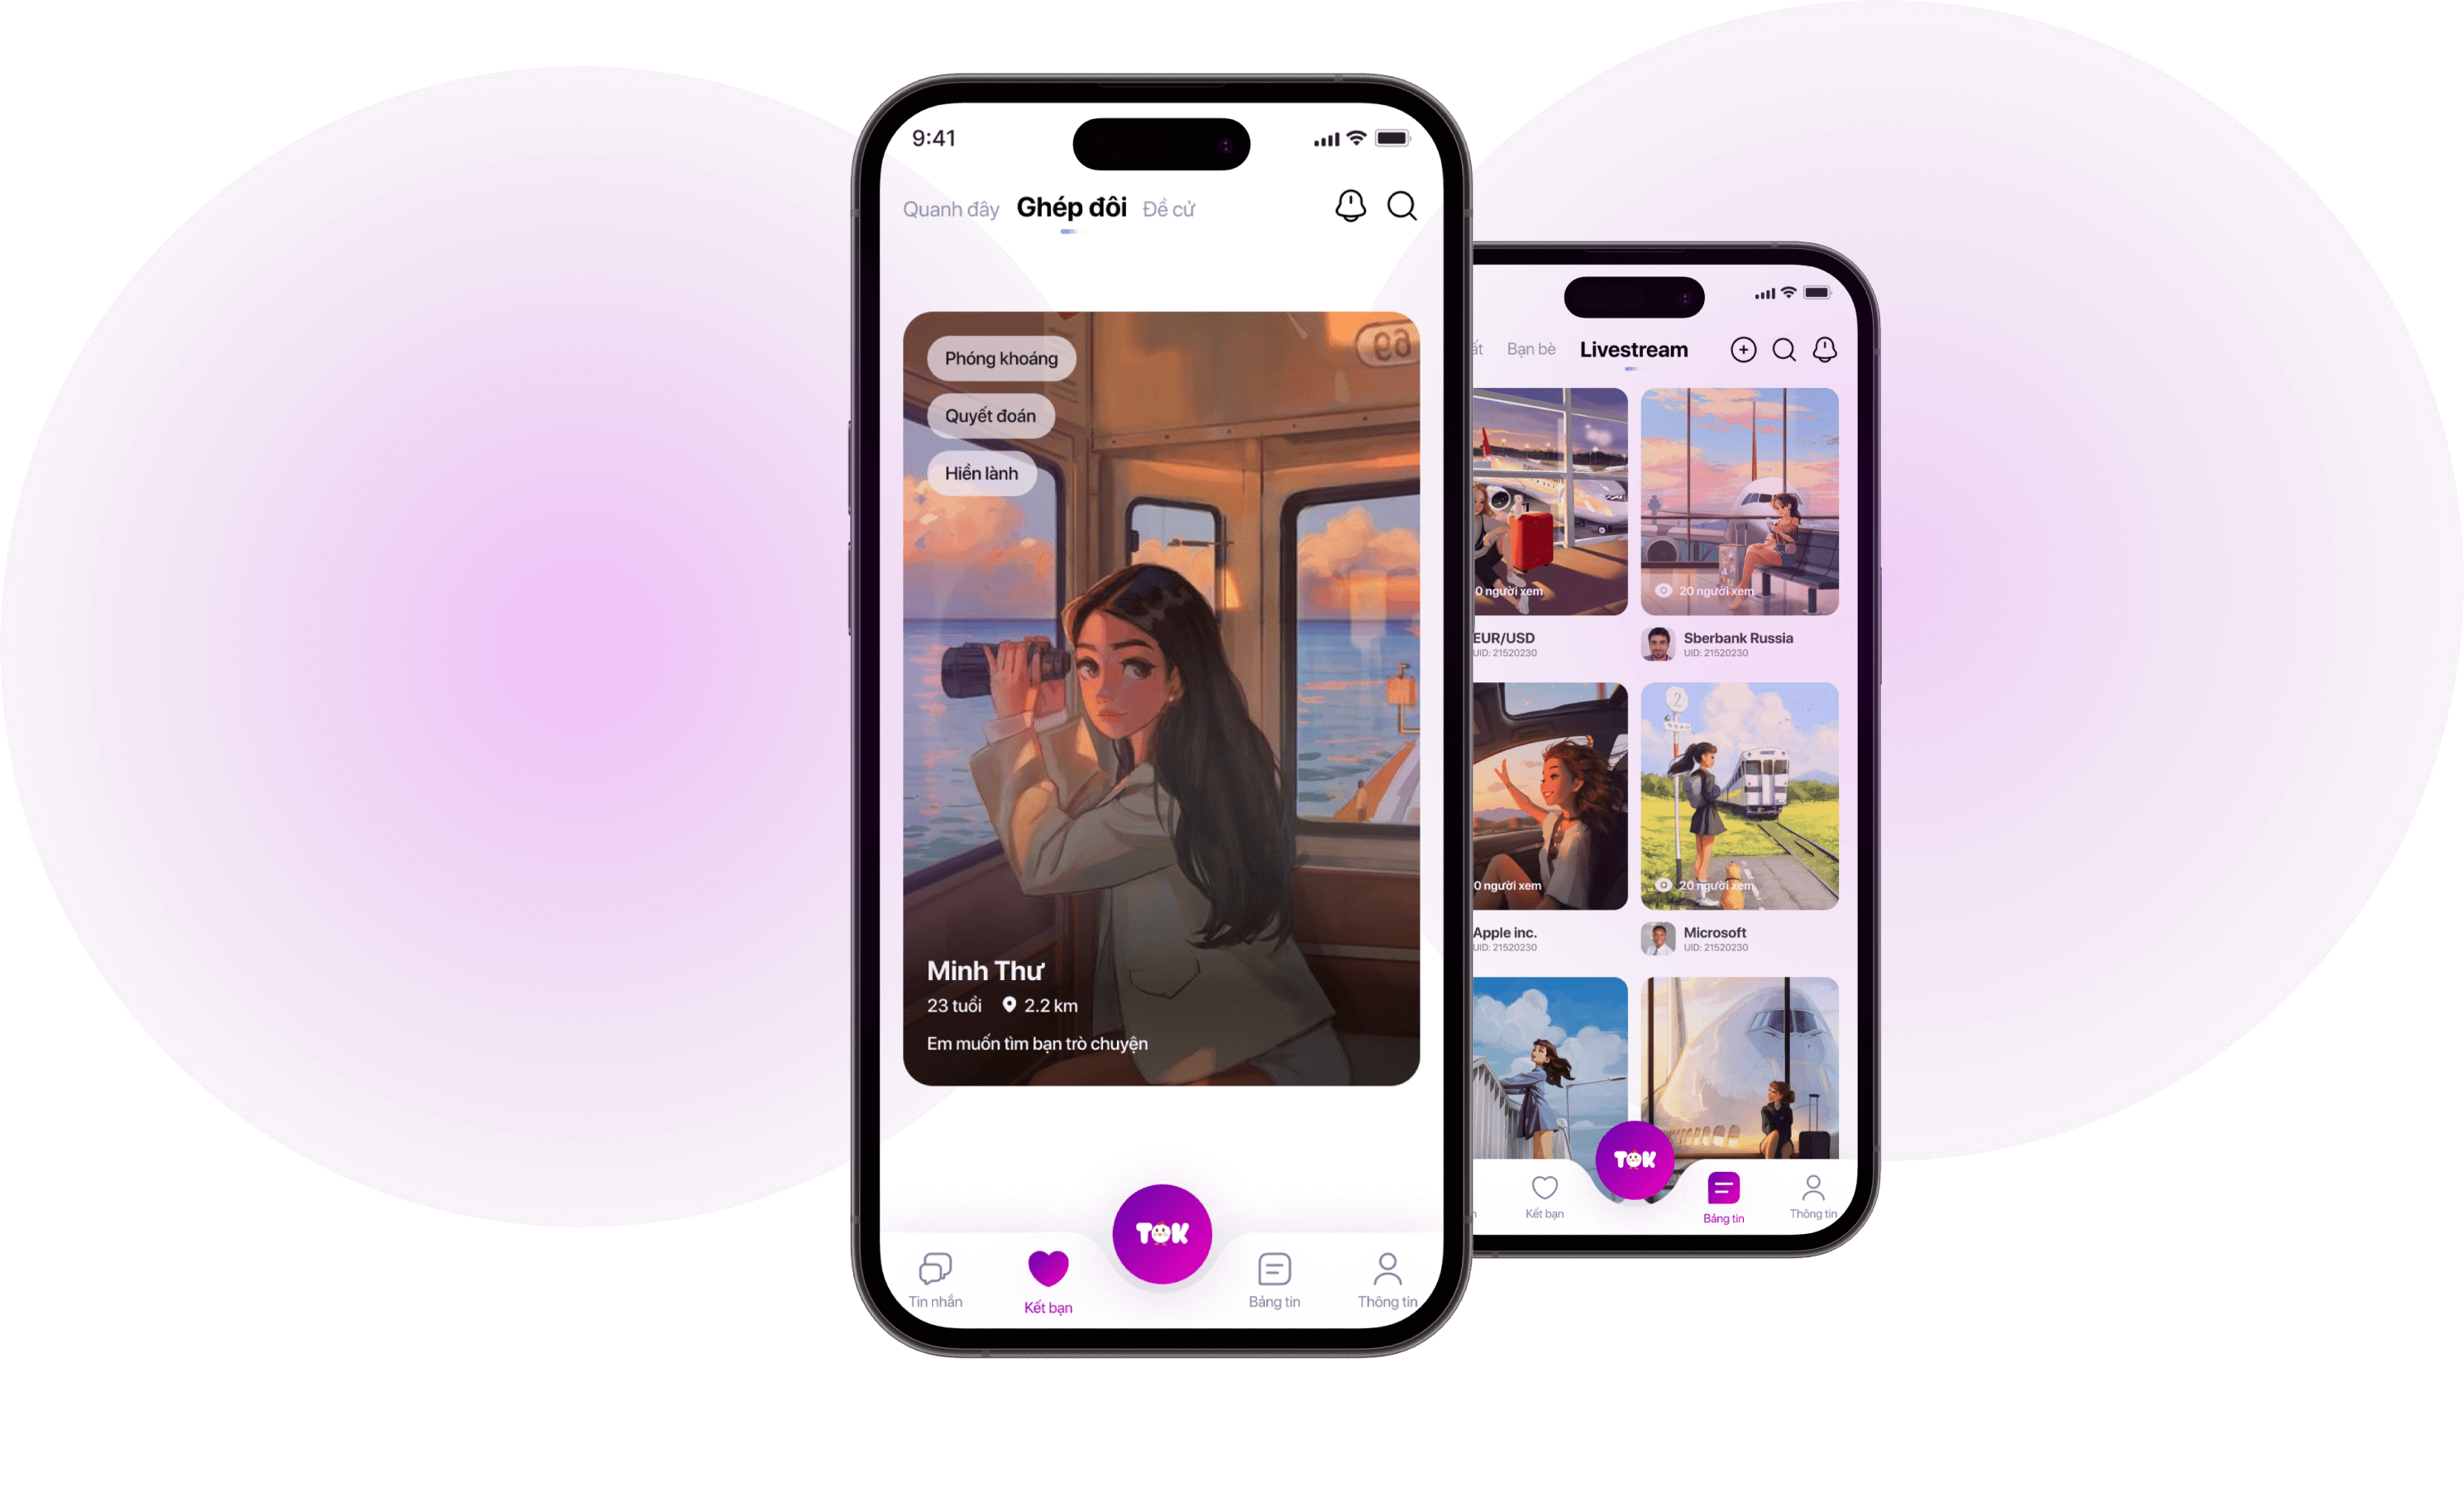 9:41
Quanh đây Ghép đôi Đề cử
69
Phóng khoáng
Quyết đoán
Hiền lành
Minh Thư
23 tuổi 2.2 km
Em muốn tìm bạn trò chuyện
TOK
Tin nhắn Kết bạn Bảng tin Thông tin
Bạn bè Livestream
0 người xem 20 người xem
EUR/USD Sberbank Russia
UID: 21520230 UID: 21520230
2
0 người xem 20 người xem
Apple inc. Microsoft
UID: 21520230 UID: 21520230
TOK
Kết bạn Bảng tin Thông tin